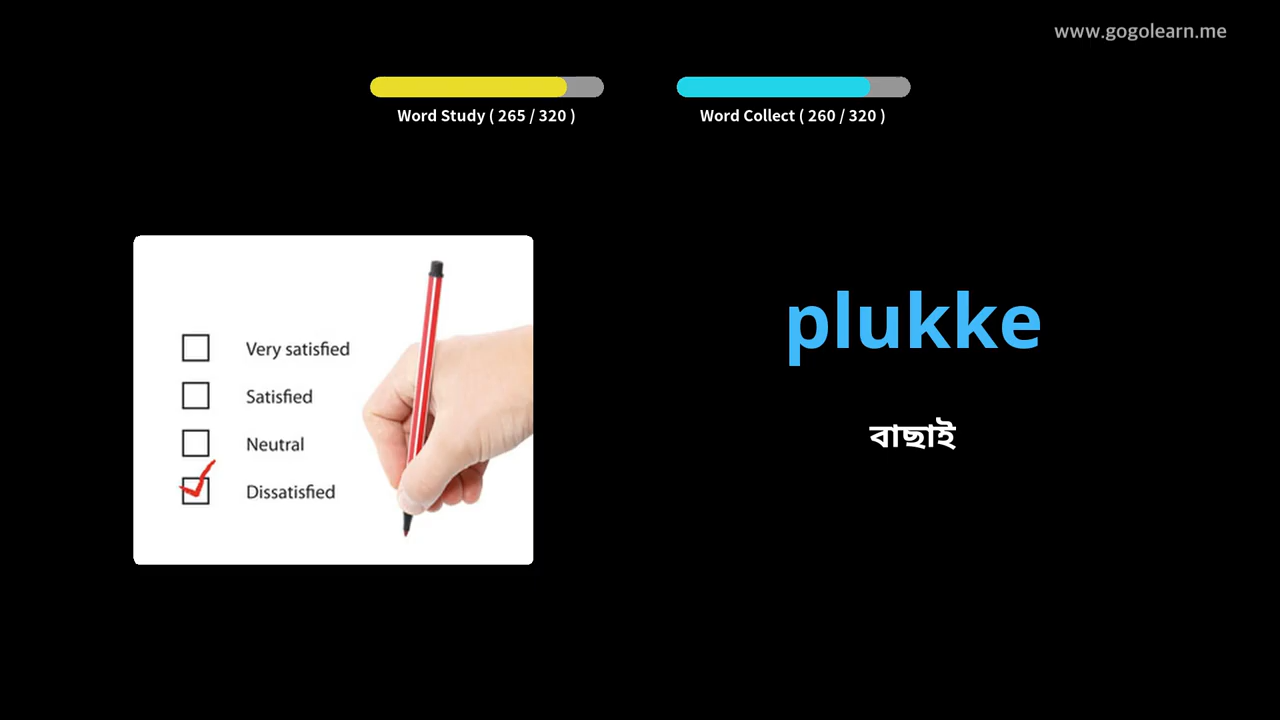 www.gogolearn.me
Word Study ( 265 / 320 )
Word Collect ( 260 / 320 )
Very satisfied
Satisfied
Neutral
Dissatisfied
plukke
বাছাই